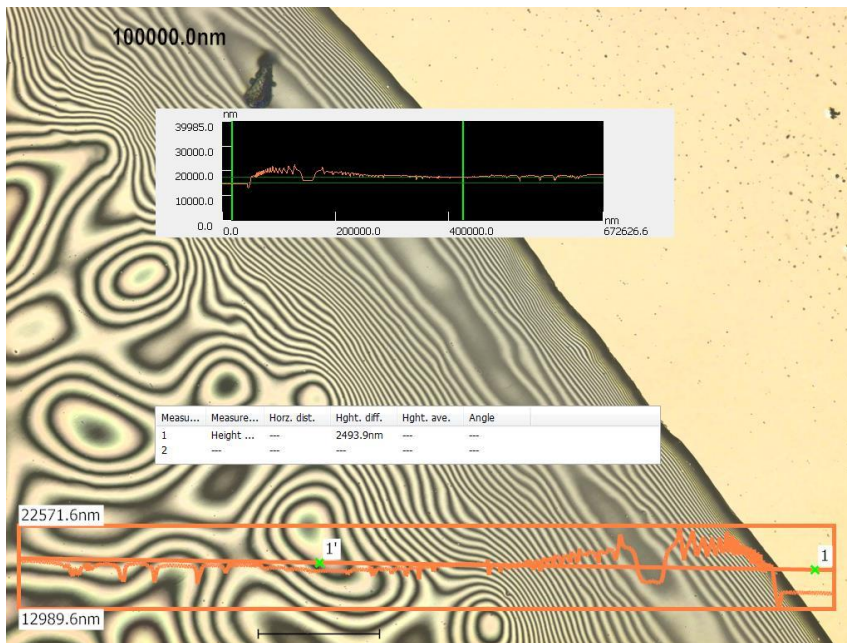 100000.0nm
nm
39985.0
30000.0
20000.0
10000.0
0.0
0.0 200000.0 400000.0 672626.6
nm
Measu... Measure... Horz. dist. Hght. diff. Hght. ave. Angle
1 Height ... --- 2493.9nm --- ---
2 --- --- --- --- ---
22571.6nm
1' 1
12989.6nm